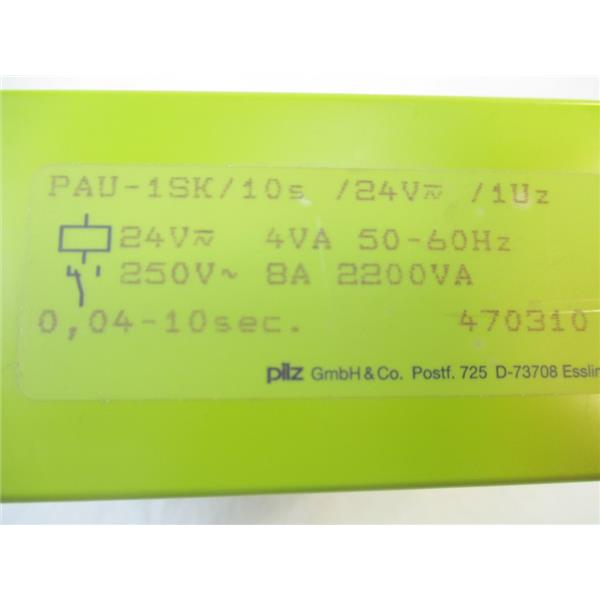 PAU-1SK/10s /24V≂ /1Uz
24V≂ 4VA 50-60Hz
250V~ 8A 2200VA
0,04-10sec. 470310
pilz GmbH & Co. Postf. 725 D-73708 Esslin